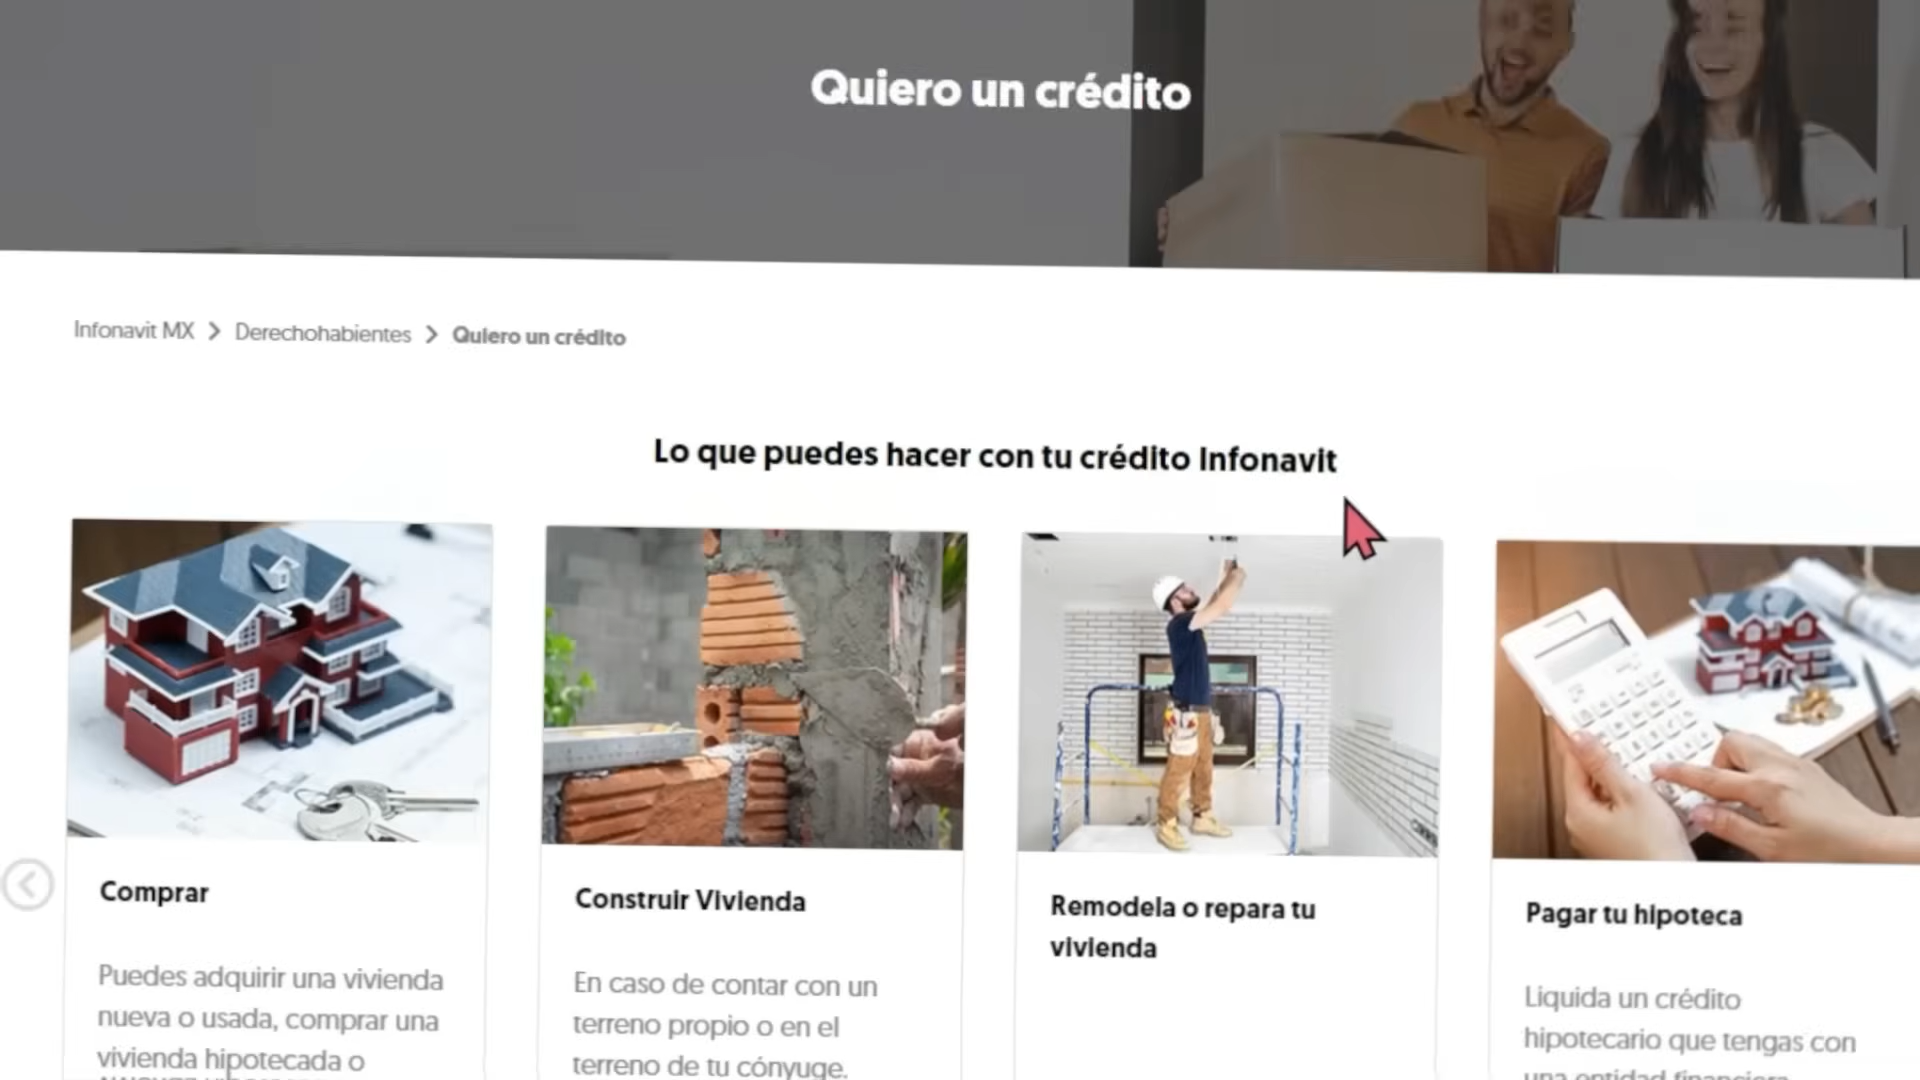 Quiero un crédito
Infonavit MX > Derechohabientes > Quiero un crédito
Lo que puedes hacer con tu crédito Infonavit
Comprar
Puedes adquirir una vivienda
nueva o usada, comprar una
vivienda hipotecada o
Construir Vivienda
En caso de contar con un
terreno propio o en el
terreno de tu cónyuge.
Remodela o repara tu
vivienda
Pagar tu hipoteca
Liquida un crédito
hipotecario que tengas con
una entidad financiera